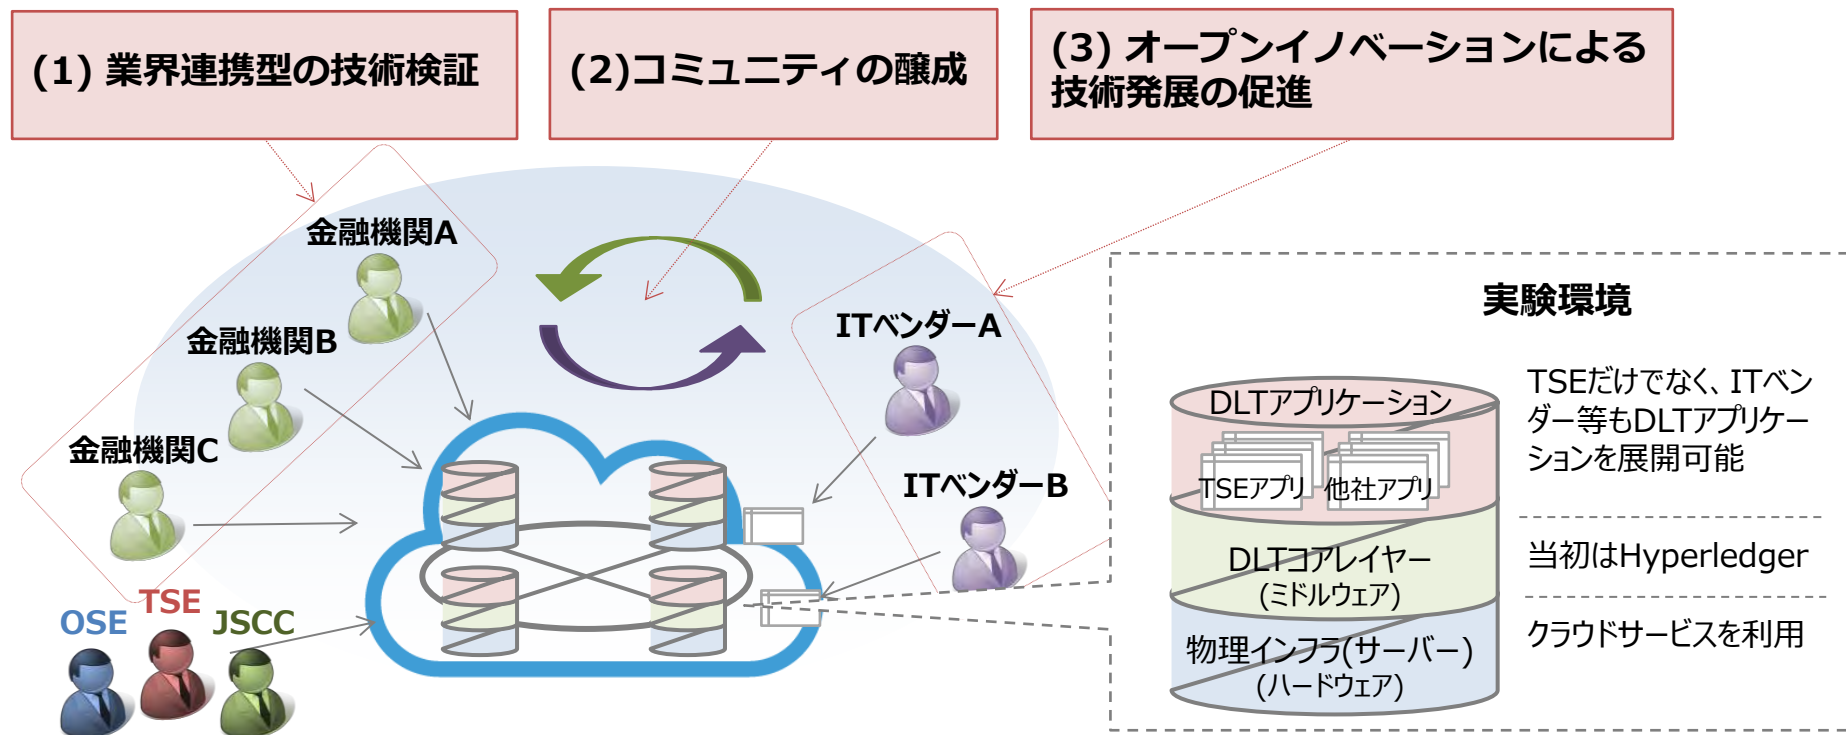 (1) 業界連携型の技術検証
(2)コミュニティの醸成
(3) オープンイノベーションによる
技術発展の促進
金融機関A
金融機関B
金融機関C
ITベンダーA
ITベンダーB
OSE
TSE
JSCC
実験環境
DLTアプリケーション
TSEアプリ
他社アプリ
TSEだけでなく、ITベン
ダー等もDLTアプリケー
ションを展開可能
DLTコアレイヤー
(ミドルウェア)
当初はHyperledger
物理インフラ(サーバー)
(ハードウェア)
クラウドサービスを利用